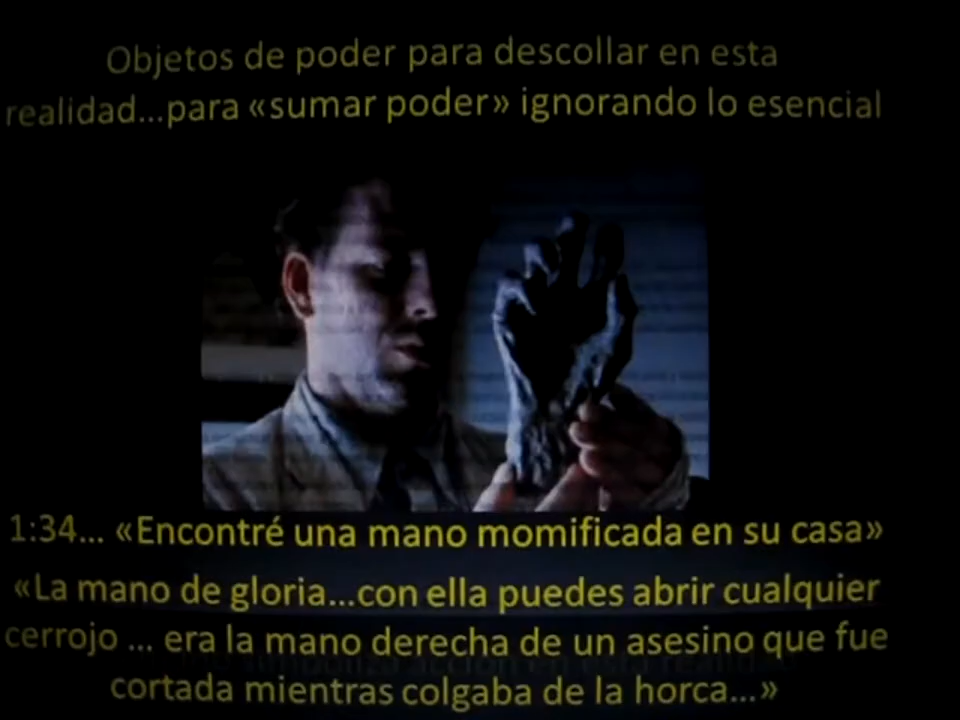 Objetos de poder para descollar en esta
realidad...para «sumar poder» ignorando lo esencial
1:34... «Encontré una mano momificada en su casa»
«La mano de gloria...con ella puedes abrir cualquier
cerrojo ... era la mano derecha de un asesino que fue
cortada mientras colgaba de la horca...»